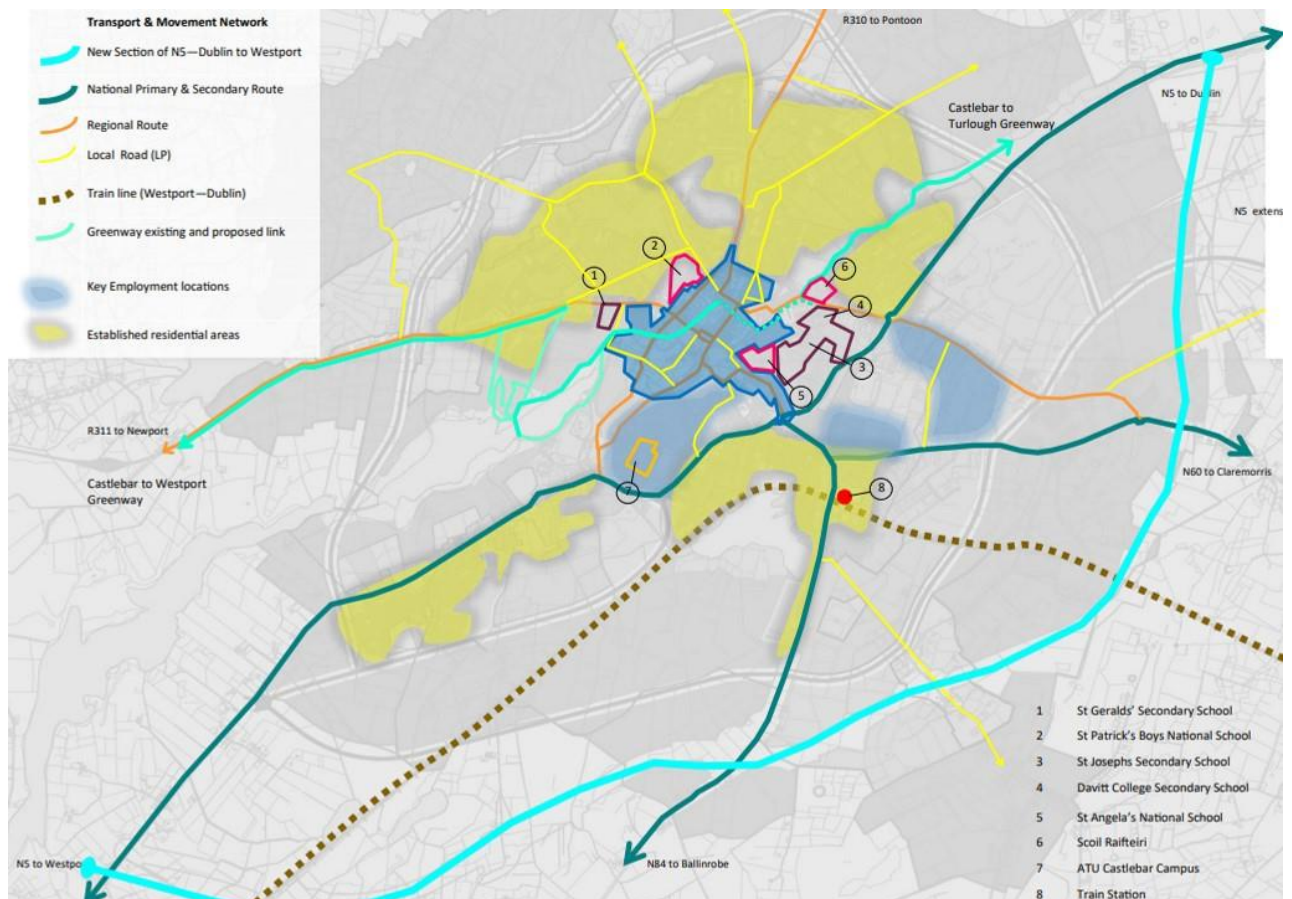 Transport & Movement Network
New Section of N5—Dublin to Westport
National Primary & Secondary Route
Regional Route
Local Road (LP)
Train line (Westport—Dublin)
Greenway existing and proposed link
Key Employment locations
Established residential areas
R310 to Pontoon
N5 to Dublin
Castlebar to
Turlough Greenway
N5 extens
2
6
1
4
3
5
R311 to Newport
N60 to Claremorris
Castlebar to Westport
Greenway
7
8
N5 to Westpo
N84 to Ballinrobe
1 St Geralds' Secondary School
2 St Patrick's Boys National School
3 St Josephs Secondary School
4 Davitt College Secondary School
5 St Angela's National School
6 Scoil Raifteiri
7 ATU Castlebar Campus
8 Train Station